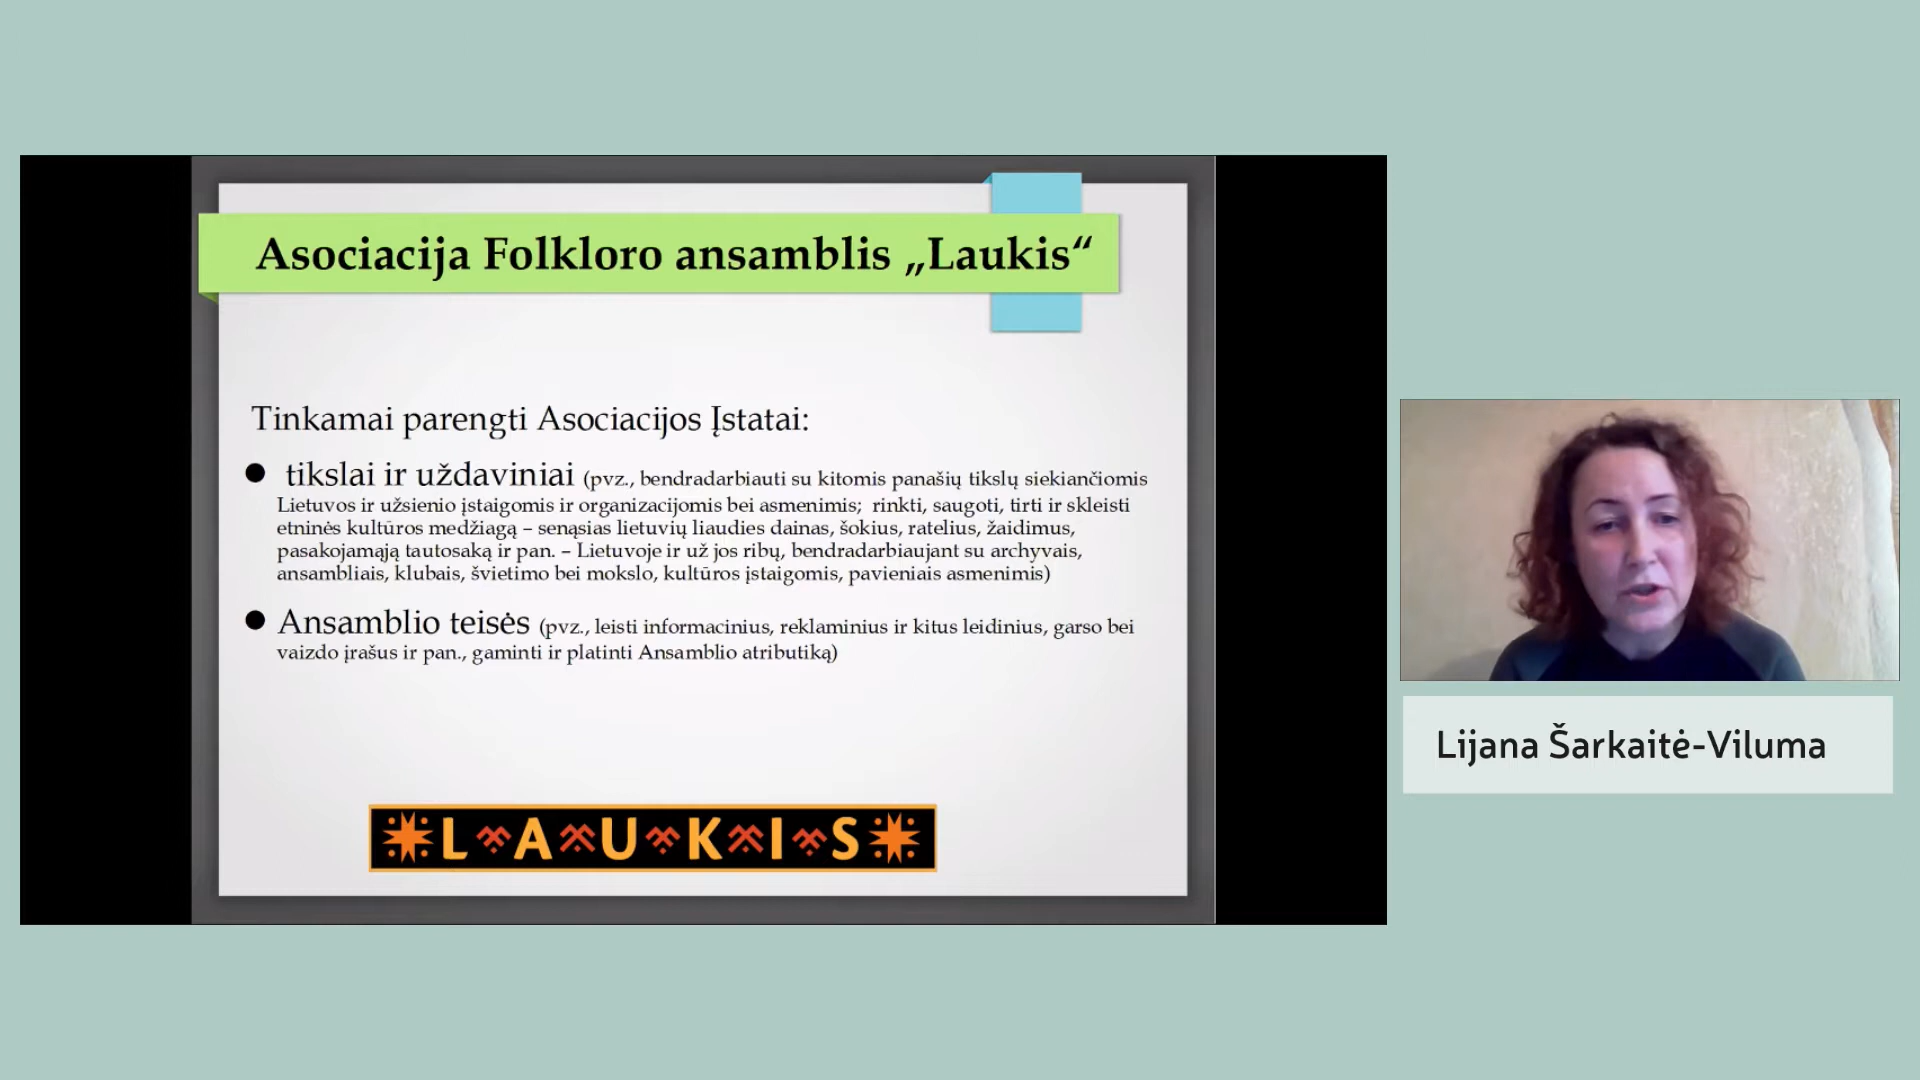 Asociacija Folkloro ansamblis „Laukis“
Tinkamai parengti Asociacijos Įstatai:
● tikslai ir uždaviniai (pvz., bendradarbiauti su kitomis panašių tikslų siekiančiomis
Lietuvos ir užsienio įstaigomis ir organizacijomis bei asmenimis; rinkti, saugoti, tirti ir skleisti
etninės kultūros medžiagą – senąsias lietuvių liaudies dainas, šokius, ratelius, žaidimus,
pasakojamąją tautosaką ir pan. – Lietuvoje ir už jos ribų, bendradarbiaujant su archyvais,
ansambliais, klubais, švietimo bei mokslo, kultūros įstaigomis, pavieniais asmenimis)
● Ansamblio teisės (pvz., leisti informacinius, reklaminius ir kitus leidinius, garso bei
vaizdo įrašus ir pan., gaminti ir platinti Ansamblio atributiką)
LAUKIS
Lijana Šarkaitė-Viluma